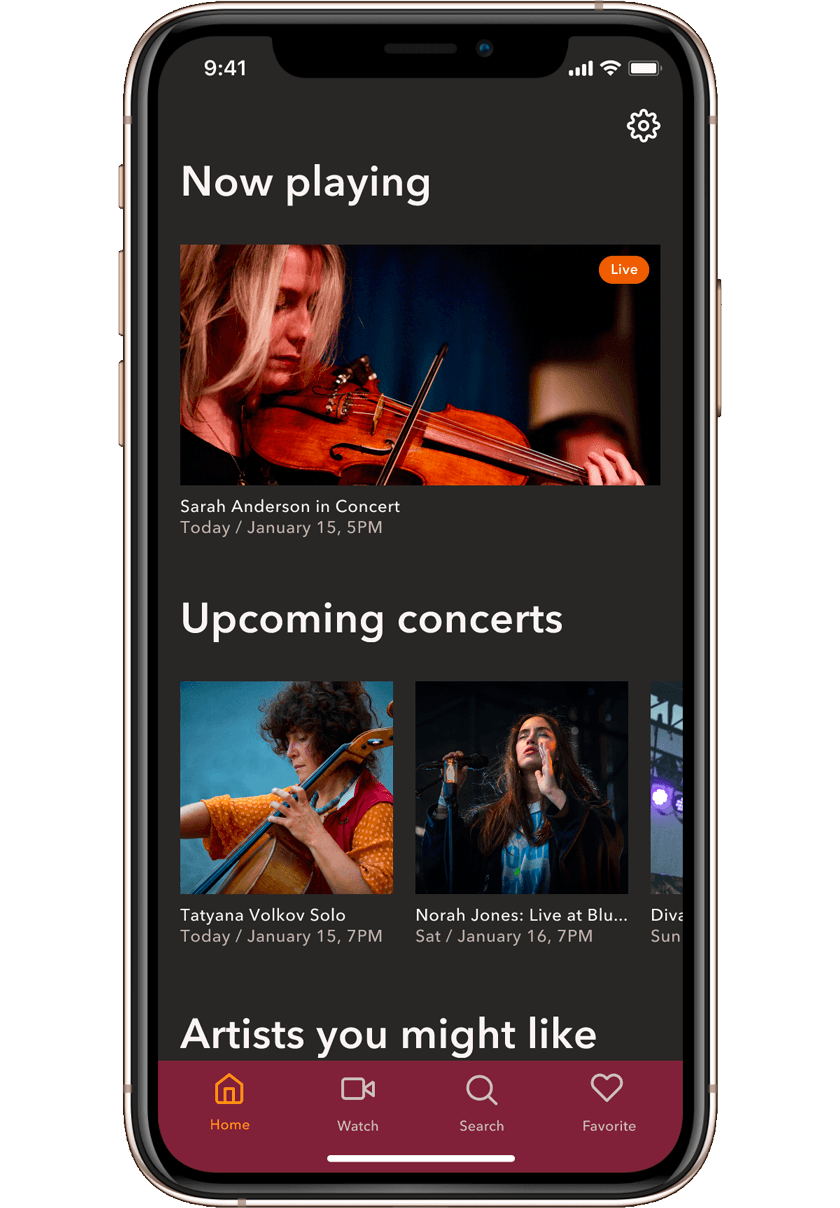 9:41
Now playing
Live
Sarah Anderson in Concert
Today / January 15, 5PM
Upcoming concerts
Tatyana Volkov Solo
Today / January 15, 7PM
Norah Jones: Live at Blu...
Sat / January 16, 7PM
Diva
Sun
Artists you might like
Home
Watch
Search
Favorite